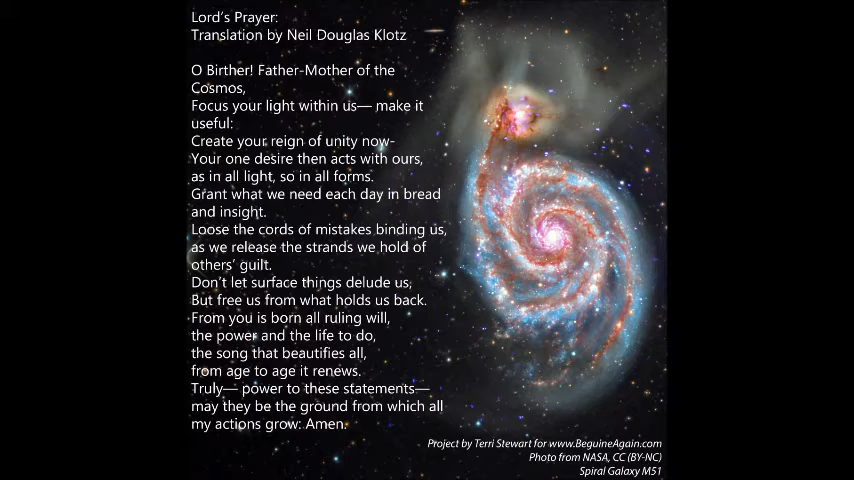 Lord's Prayer:
Translation by Neil Douglas Klotz
O Birther! Father-Mother of the
Cosmos,
Focus your light within us— make it
useful:
Create your reign of unity now-
Your one desire then acts with ours,
as in all light, so in all forms.
Grant what we need each day in bread
and insight.
Loose the cords of mistakes binding us,
as we release the strands we hold of
others' guilt.
Don't let surface things delude us,
But free us from what holds us back.
From you is born all ruling will,
the power and the life to do,
the song that beautifies all,
from age to age it renews.
Truly— power to these statements—
may they be the ground from which all
my actions grow: Amen.
Project by Terri Stewart for www.BeguineAgain.com
Photo from NASA, CC (BY-NC)
Spiral Galaxy M51